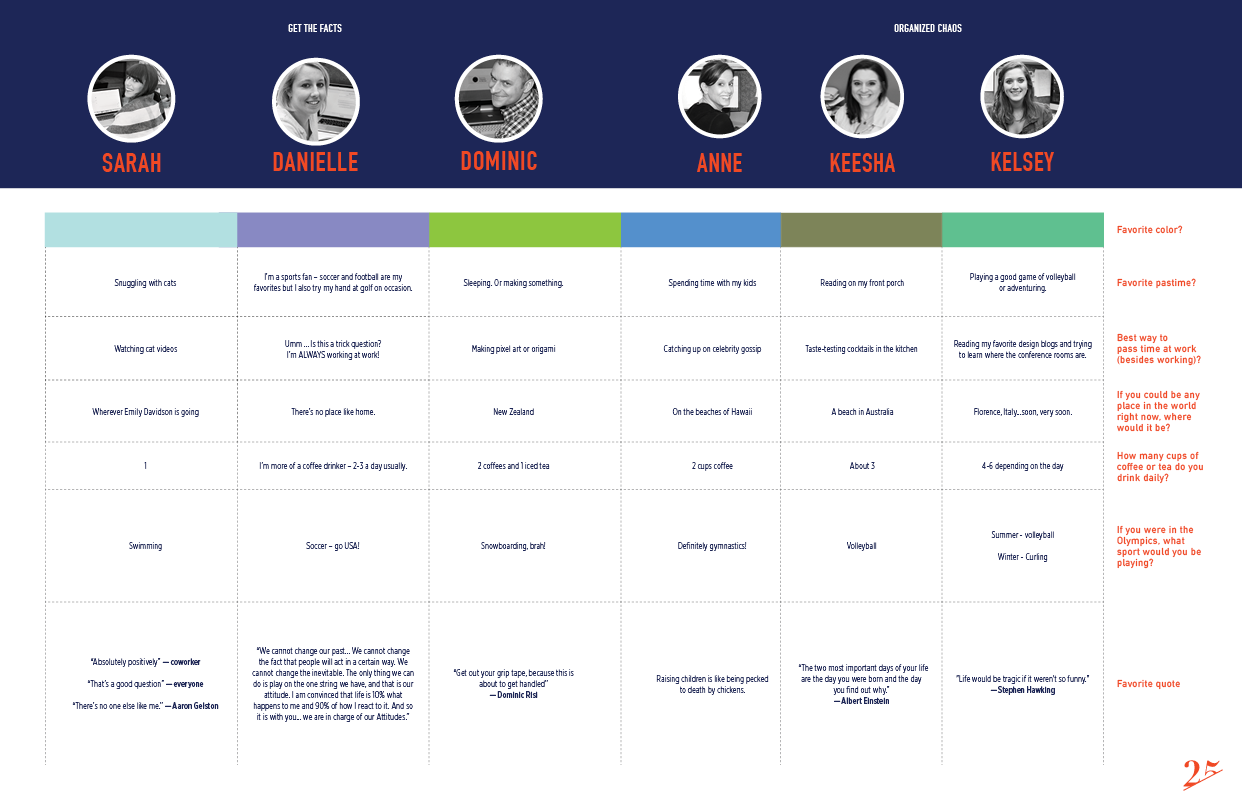 GET THE FACTS
ORGANIZED CHAOS
SARAH
DANIELLE
DOMINIC
ANNE
KEESHA
KELSEY
Favorite color?
Snuggling with cats
I'm a sports fan – soccer and football are my
favorites but I also try my hand at golf on occasion.
Sleeping. Or making something.
Spending time with my kids
Reading on my front porch
Playing a good game of volleyball
or adventuring.
Favorite pastime?
Watching cat videos
Umm ... Is this a trick question?
I'm ALWAYS working at work!
Making pixel art or origami
Catching up on celebrity gossip
Taste-testing cocktails in the kitchen
Reading my favorite design blogs and trying
to learn where the conference rooms are.
Best way to
pass time at work
(besides working)?
Wherever Emily Davidson is going
There's no place like home.
New Zealand
On the beaches of Hawaii
A beach in Australia
Florence, Italy...soon, very soon.
If you could be any
place in the world
right now, where
would it be?
1
I'm more of a coffee drinker – 2-3 a day usually.
2 coffees and 1 iced tea
2 cups coffee
About 3
4-6 depending on the day
How many cups of
coffee or tea do you
drink daily?
Swimming
Soccer – go USA!
Snowboarding, brah!
Definitely gymnastics!
Volleyball
Summer - volleyball
Winter - Curling
If you were in the
Olympics, what
sport would you be
playing?
"Absolutely positively" — coworker
"That's a good question" — everyone
"There's no one else like me." — Aaron Gelston
"We cannot change our past... We cannot change
the fact that people will act in a certain way. We
cannot change the inevitable. The only thing we can
do is play on the one string we have, and that is our
attitude. I am convinced that life is 10% what
happens to me and 90% of how I react to it. And so
it is with you... we are in charge of our Attitudes."
"Get out your grip tape, because this is
about to get handled"
— Dominic Risi
Raising children is like being pecked
to death by chickens.
"The two most important days of your life
are the day you were born and the day
you find out why."
— Albert Einstein
"Life would be tragic if it weren't so funny."
— Stephen Hawking
Favorite quote
25